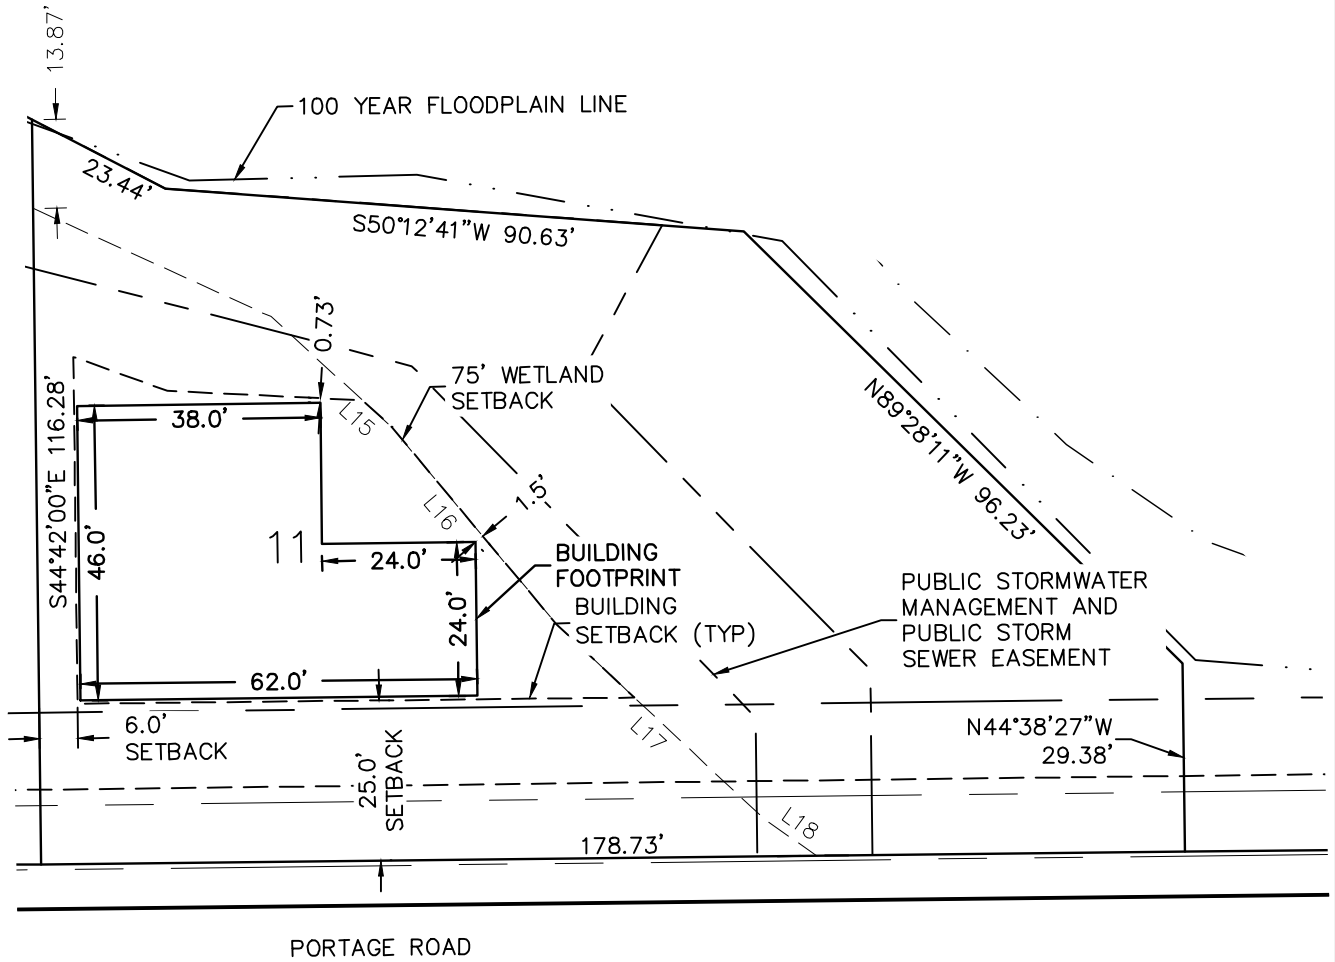 13.87'
100 YEAR FLOODPLAIN LINE
23.44'
S50°12'41"W 90.63'
0.73'
75' WETLAND
SETBACK
38.0'
L15
N89°28'11"W 96.23'
S44°42'00"E 116.28'
46.0'
L16
1.5'
11
24.0'
BUILDING
FOOTPRINT
24.0'
BUILDING
SETBACK (TYP)
PUBLIC STORMWATER
MANAGEMENT AND
PUBLIC STORM
SEWER EASEMENT
62.0'
6.0'
SETBACK
L17
N44°38'27"W
29.38'
25.0'
SETBACK
L18
178.73'
PORTAGE ROAD